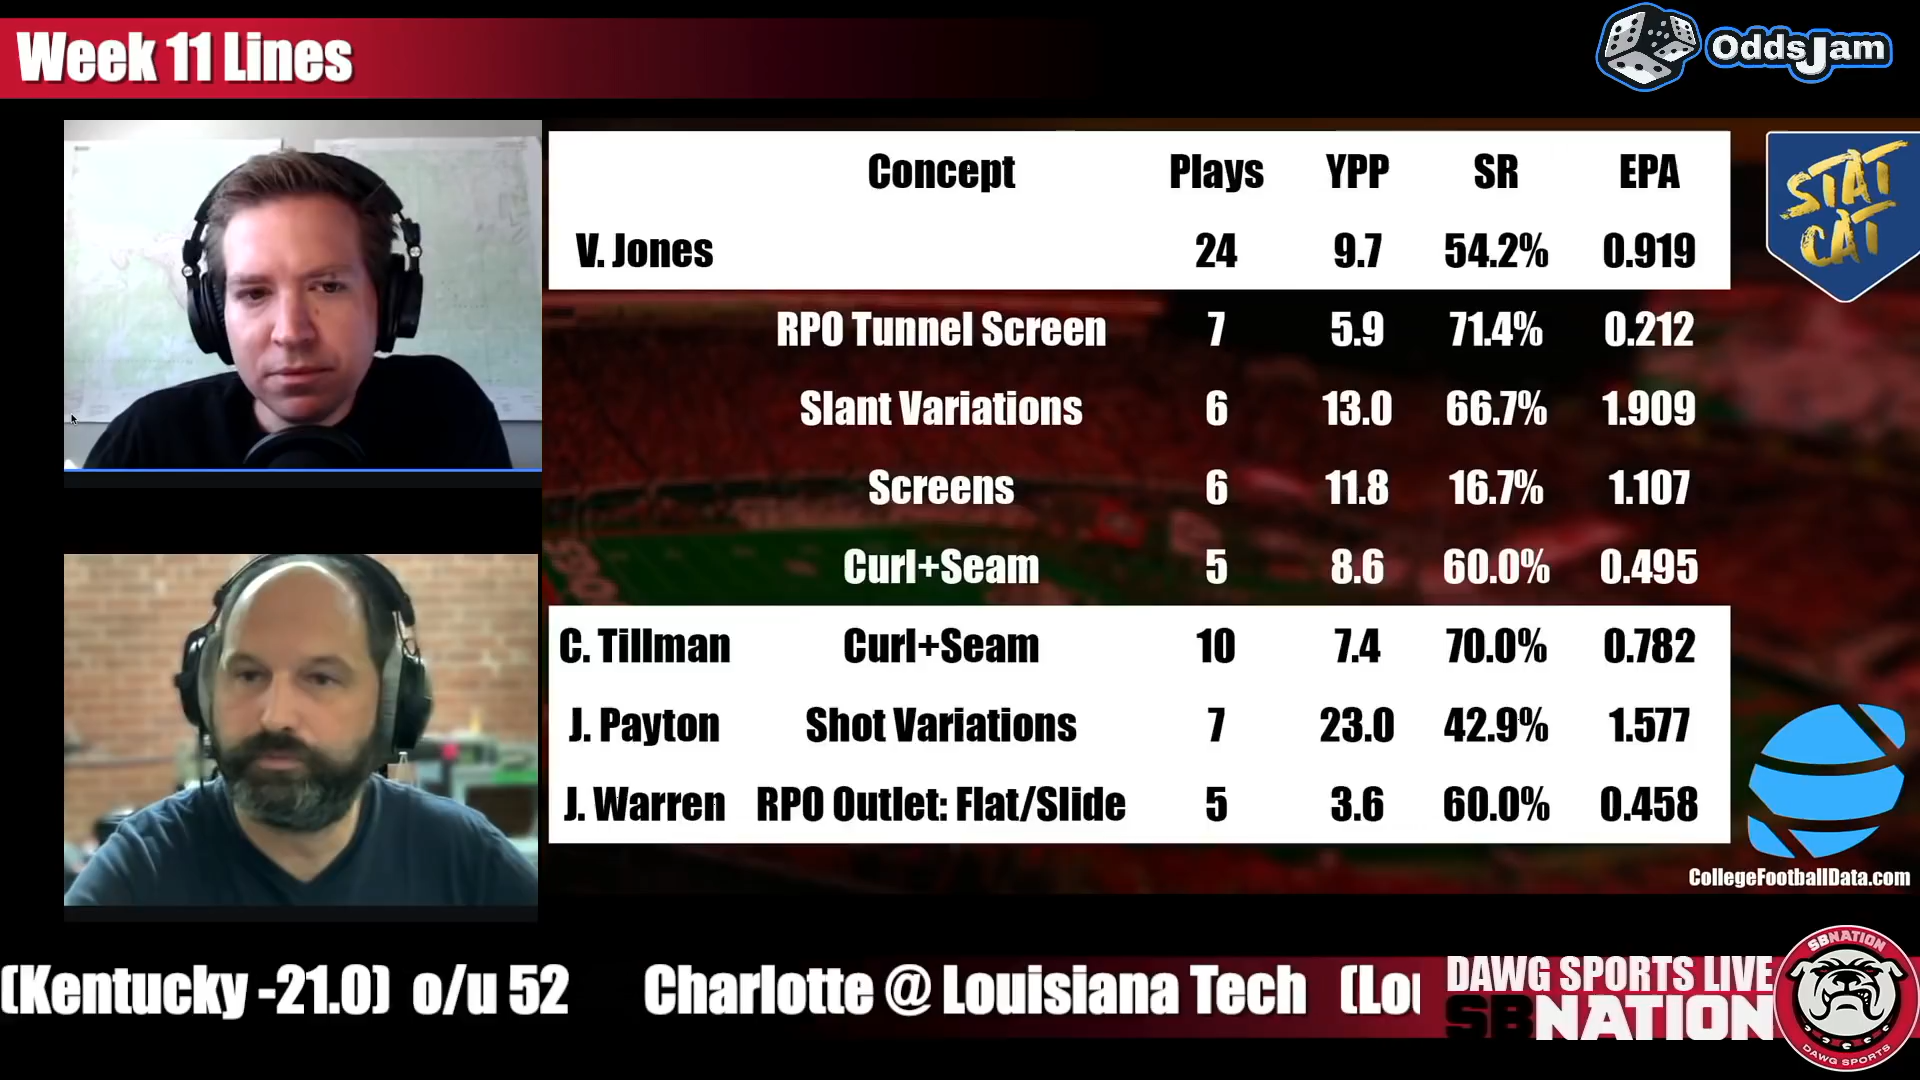 Week 11 Lines
OddsJam
Concept Plays YPP SR EPA
V. Jones 24 9.7 54.2% 0.919
RPO Tunnel Screen 7 5.9 71.4% 0.212
Slant Variations 6 13.0 66.7% 1.909
Screens 6 11.8 16.7% 1.107
Curl+Seam 5 8.6 60.0% 0.495
C. Tillman Curl+Seam 10 7.4 70.0% 0.782
J. Payton Shot Variations 7 23.0 42.9% 1.577
J. Warren RPO Outlet: Flat/Slide 5 3.6 60.0% 0.458
STAT
CAT
CollegeFootballData.com
(Kentucky -21.0) o/u 52 Charlotte @ Louisiana Tech (Lou
DAWG SPORTS LIVE
SBNATION
SBNATION
DAWG SPORTS